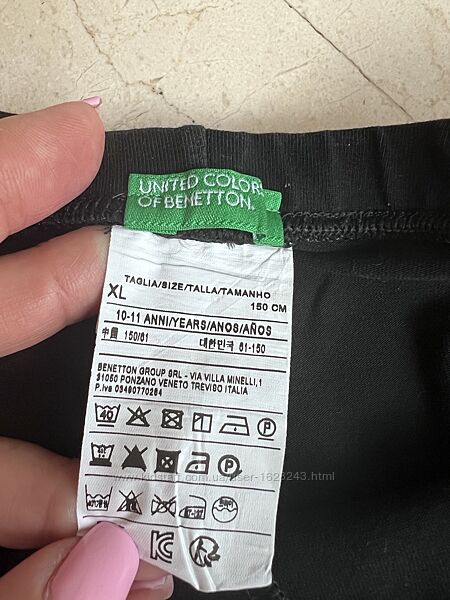 UNITED COLORS
OF BENETTON.
TAGLIA/SIZE/TALLA/TAMANHO
XL 150 CM
10-11 ANNI/YEARS/ANOS/AÑOS
中国 150/61 대한민국 61-150
BENETTON GROUP SRL - VIA VILLA MINELLI,1
31050 PONZANO VENETO TREVISO ITALIA
P.iva 03490770264
40